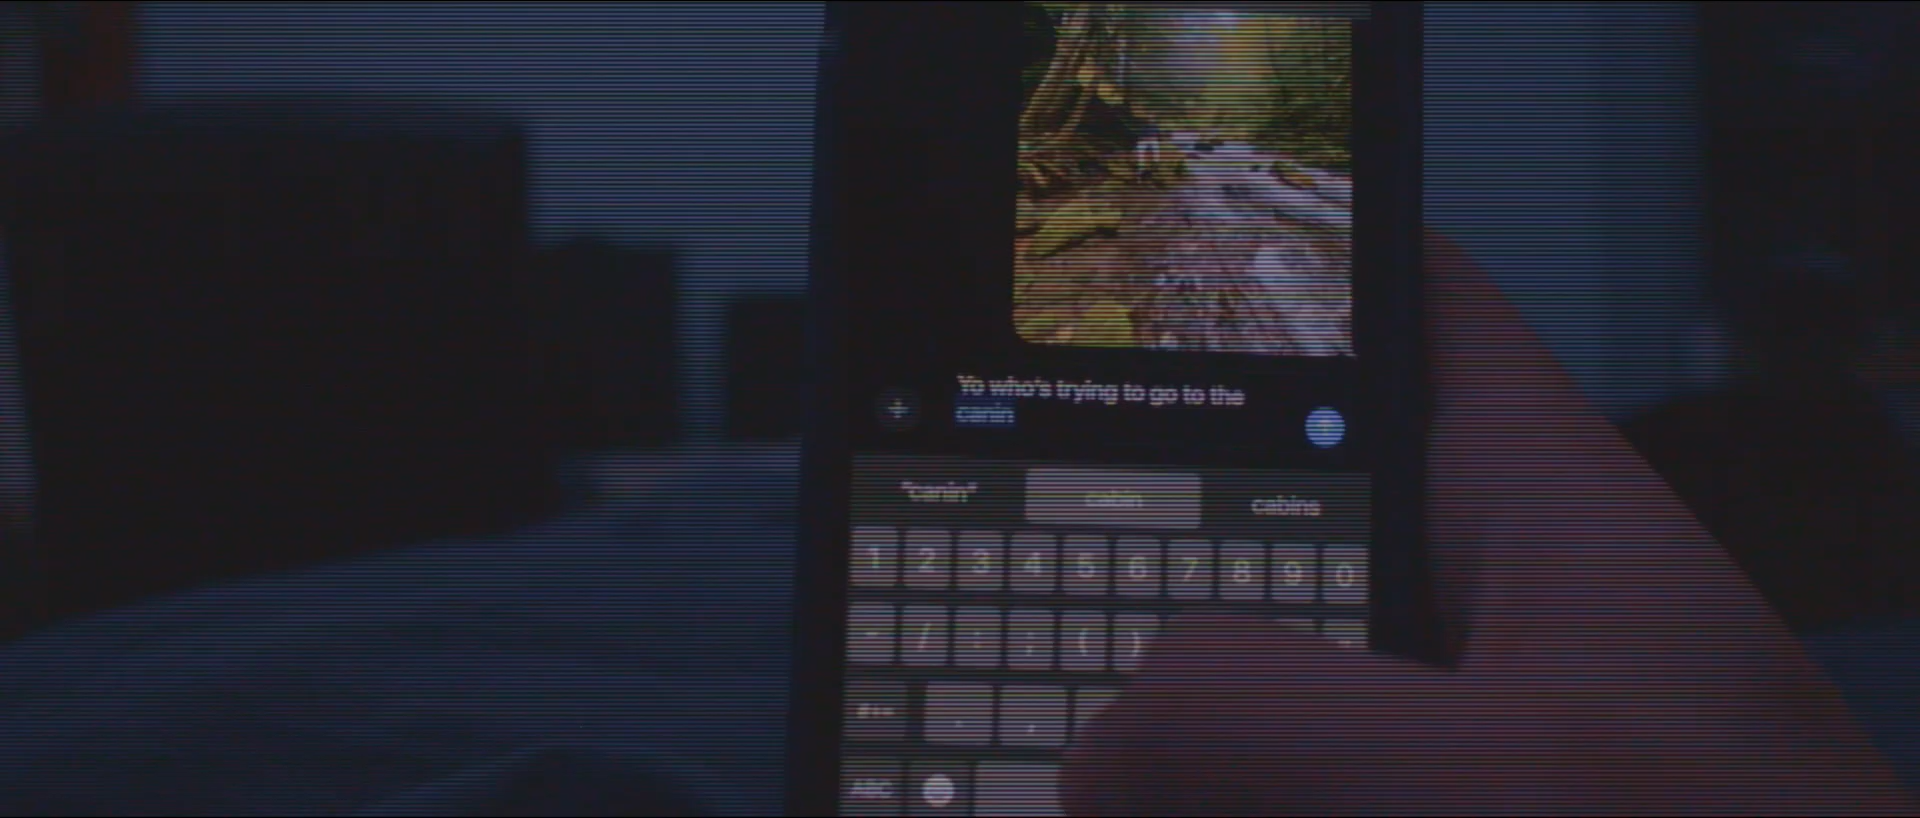 Yo who's trying to go to the
canin
"canin" cabin cabins
1 2 3 4 5 6 7 8 9 0
- / : ; ( )
#+= . ,
ABC